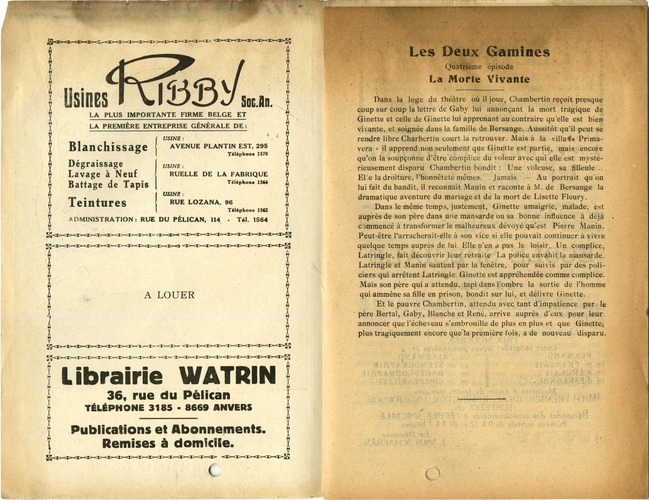 Usines RIBBY Soc. An.
LA PLUS IMPORTANTE FIRME BELGE ET
LA PREMIÈRE ENTREPRISE GÉNÉRALE DE :
Blanchissage
USINE :
AVENUE PLANTIN EST, 295
Téléphone 1570
Dégraissage
Lavage à Neuf
Battage de Tapis
USINE :
RUELLE DE LA FABRIQUE
Téléphone 1564
Teintures
USINE :
RUE LOZANA, 96
Téléphone 1562
ADMINISTRATION : RUE DU PÉLICAN, 114 - Tél. 1564
A LOUER
Librairie WATRIN
36, rue du Pélican
TÉLÉPHONE 3185 - 8669 ANVERS
Publications et Abonnements.
Remises à domicile.
Les Deux Gamines
Quatrième épisode
La Morte Vivante
Dans la loge du théâtre où il joue, Chambertin reçoit presque
coup sur coup la lettre de Gaby lui annonçant la mort tragique de
Ginette et celle de Ginette lui apprenant au contraire qu'elle est bien
vivante, et soignée dans la famille de Bersange. Aussitôt qu'il peut se
rendre libre Charbertin court la retrouver. Mais à la villa « Prima-
vera » il apprend non seulement que Ginette est partie, mais encore
qu'on la soupçonne d'être complice du voleur avec qui elle est mysté-
rieusement disparu Chambertin bondit : Une voleuse, sa filleule ..
Et c'e la droiture, l'honnêteté mêmes. .. Jamais. — Au portrait qu'on
lui fait du bandit, il reconnait Manin et raconte à M. de Bersange la
dramatique aventure du mariage et de la mort de Lisette Fleury.
Dans le même temps, justement, Ginette amaigrie, malade, est
auprès de son père dans une mansarde ou sa bonne influence à déjà
commencé à transformer le malheureux dévoyé qu'est Pierre Manin.
Peut-être l'arracherait-elle à son vice si elle pouvait continuer à vivre
quelque temps auprès de lui. Elle n'en a pas le loisir. Un complice,
Latringle, fait découvrir leur retraite. La police envahit la mansarde.
Latringle et Manin sautent par la fenêtre, pour suivis par des poli-
ciers qui arrêtent Latringle. Ginette est appréhendée comme complice.
Mais son père qui a attendu, tapi dans l'ombre la sortie de l'homme
qui ammène sa fille en prison, bondit sur lui, et délivre Ginette.
Et le pauvre Chambertin, attendu avec tant d'impatience par le
père Bertal, Gaby, Blanche et René, arrive auprès d'eux pour leur
annoncer que l'écheveau s'embrouille de plus en plus et que Ginette,
plus tragiquement encore que la première fois, a de nouveau disparu.